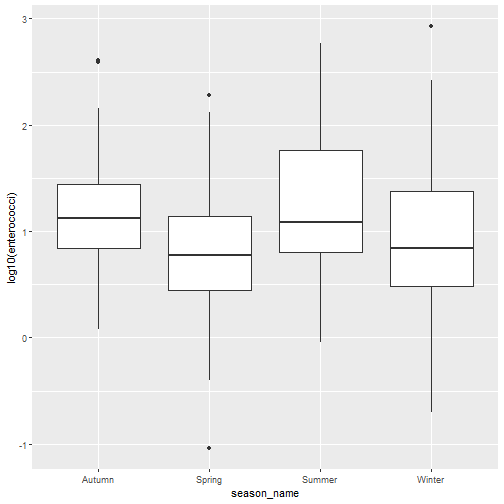 log10(enterococci)
3
2
1
0
-1
Autumn Spring Summer Winter
season_name